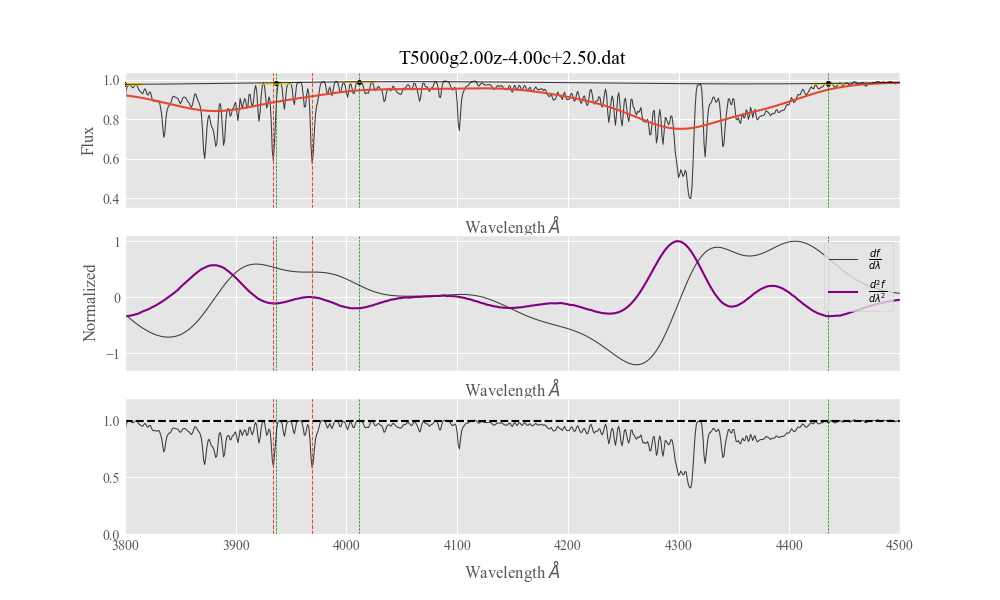 T5000g2.00z-4.00c+2.50.dat
1.0
0.8
0.6
0.4
Flux
Wavelength Å
1
0
−1
Normalized
df/dλ
d²f/dλ²
Wavelength Å
1.0
0.5
0.0
3800 3900 4000 4100 4200 4300 4400 4500
Wavelength Å